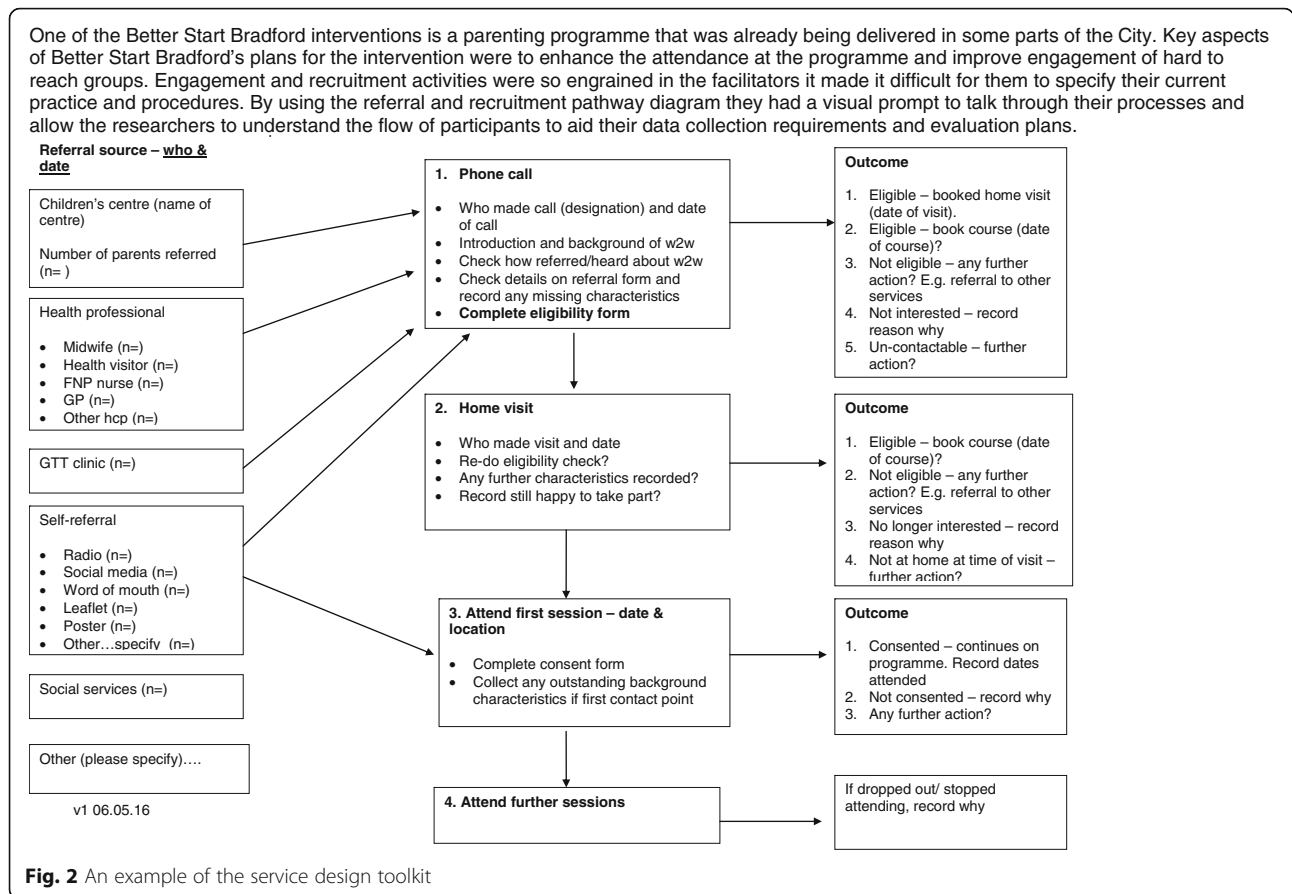 One of the Better Start Bradford interventions is a parenting programme that was already being delivered in some parts of the City. Key aspects
of Better Start Bradford's plans for the intervention were to enhance the attendance at the programme and improve engagement of hard to
reach groups. Engagement and recruitment activities were so engrained in the facilitators it made it difficult for them to specify their current
practice and procedures. By using the referral and recruitment pathway diagram they had a visual prompt to talk through their processes and
allow the researchers to understand the flow of participants to aid their data collection requirements and evaluation plans.
Referral source – who &
date
Children's centre (name of
centre)
Number of parents referred
(n= )
Health professional
• Midwife (n=)
• Health visitor (n=)
• FNP nurse (n=)
• GP (n=)
• Other hcp (n=)
GTT clinic (n=)
Self-referral
• Radio (n=)
• Social media (n=)
• Word of mouth (n=)
• Leaflet (n=)
• Poster (n=)
• Other...specify (n=)
Social services (n=)
Other (please specify)....
v1 06.05.16
1. Phone call
• Who made call (designation) and date
of call
• Introduction and background of w2w
• Check how referred/heard about w2w
• Check details on referral form and
record any missing characteristics
• Complete eligibility form
2. Home visit
• Who made visit and date
• Re-do eligibility check?
• Any further characteristics recorded?
• Record still happy to take part?
3. Attend first session – date &
location
• Complete consent form
• Collect any outstanding background
characteristics if first contact point
4. Attend further sessions
Outcome
1. Eligible – booked home visit
(date of visit).
2. Eligible – book course (date
of course)?
3. Not eligible – any further
action? E.g. referral to other
services
4. Not interested – record
reason why
5. Un-contactable – further
action?
Outcome
1. Eligible – book course (date
of course)?
2. Not eligible – any further
action? E.g. referral to other
services
3. No longer interested – record
reason why
4. Not at home at time of visit –
further action?
Outcome
1. Consented – continues on
programme. Record dates
attended
2. Not consented – record why
3. Any further action?
If dropped out/ stopped
attending, record why
Fig. 2 An example of the service design toolkit